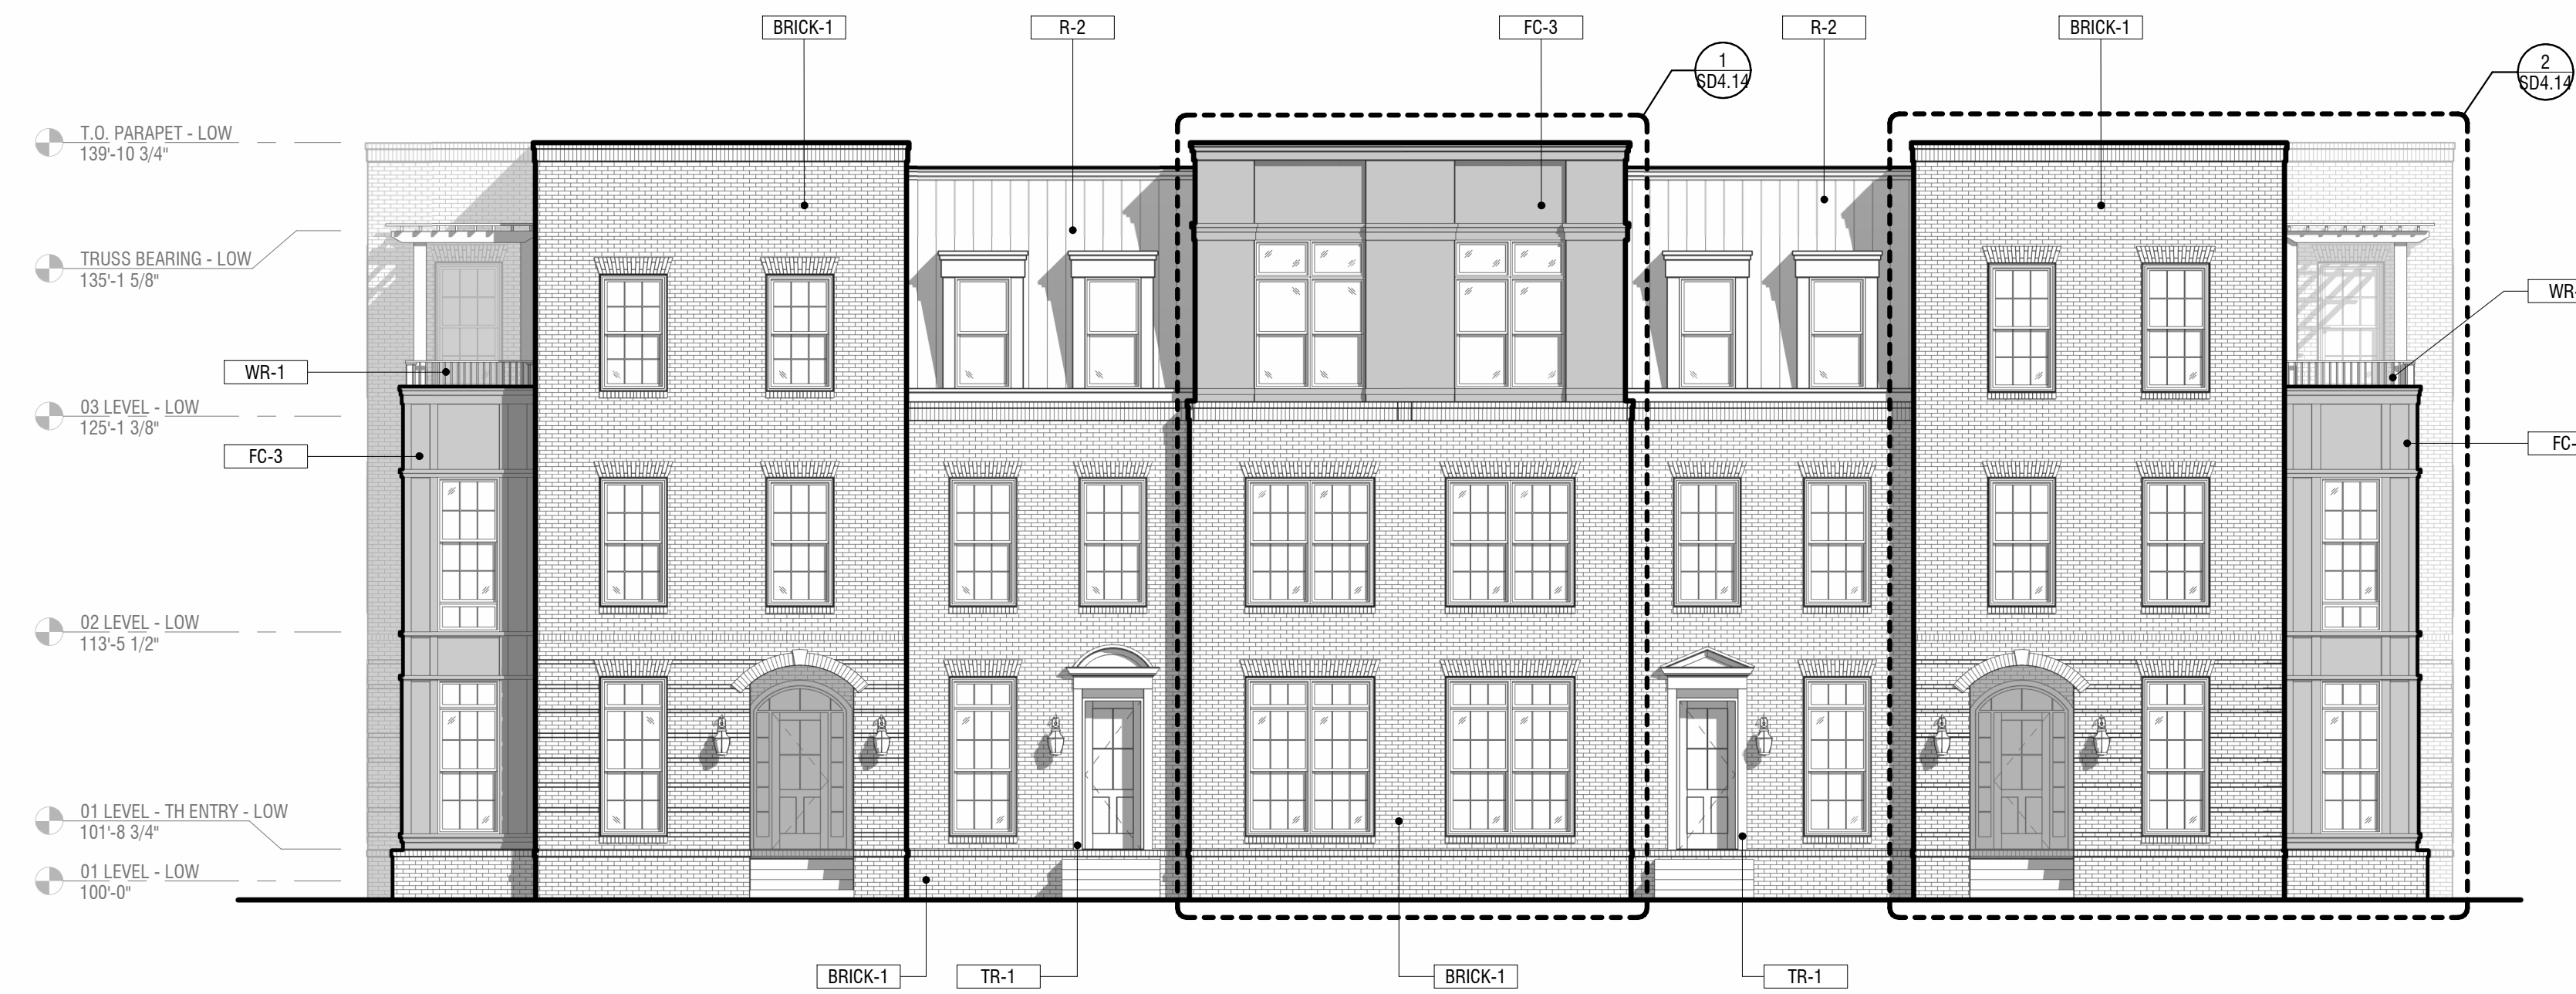 BRICK-1
R-2
FC-3
R-2
BRICK-1
1
SD4.14
2
SD4.14
T.O. PARAPET - LOW
139'-10 3/4"
TRUSS BEARING - LOW
135'-1 5/8"
WR-
WR-1
03 LEVEL - LOW
125'-1 3/8"
FC-3
FC-
02 LEVEL - LOW
113'-5 1/2"
01 LEVEL - TH ENTRY - LOW
101'-8 3/4"
01 LEVEL - LOW
100'-0"
BRICK-1
TR-1
BRICK-1
TR-1